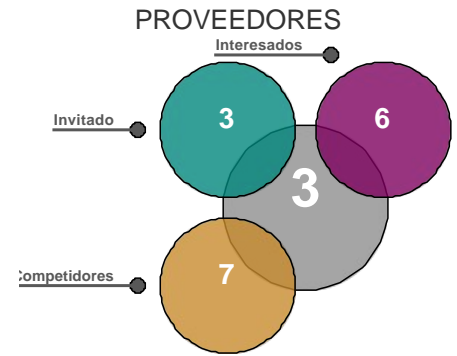 PROVEEDORES
Interesados
3
6
Invitado
3
Competidores
7